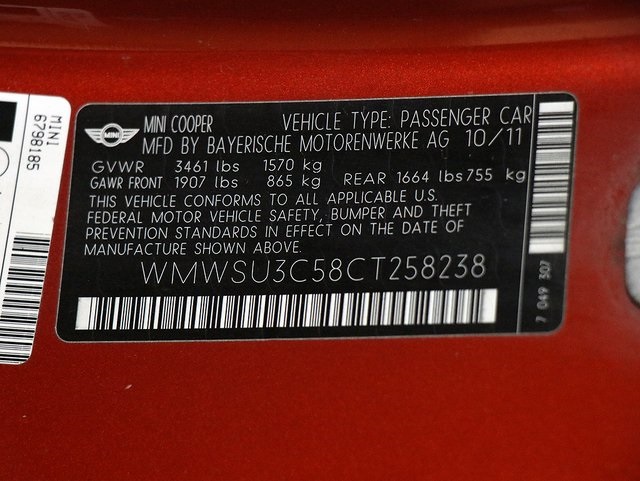 MINI
6798185
MINI
MINI COOPER VEHICLE TYPE: PASSENGER CAR
MFD BY BAYERISCHE MOTORENWERKE AG 10/11
GVWR 3461 lbs 1570 kg
GAWR FRONT 1907 lbs 865 kg REAR 1664 lbs 755 kg
THIS VEHICLE CONFORMS TO ALL APPLICABLE U.S.
FEDERAL MOTOR VEHICLE SAFETY, BUMPER AND THEFT
PREVENTION STANDARDS IN EFFECT ON THE DATE OF
MANUFACTURE SHOWN ABOVE.
WMWSU3C58CT258238
7 049 307